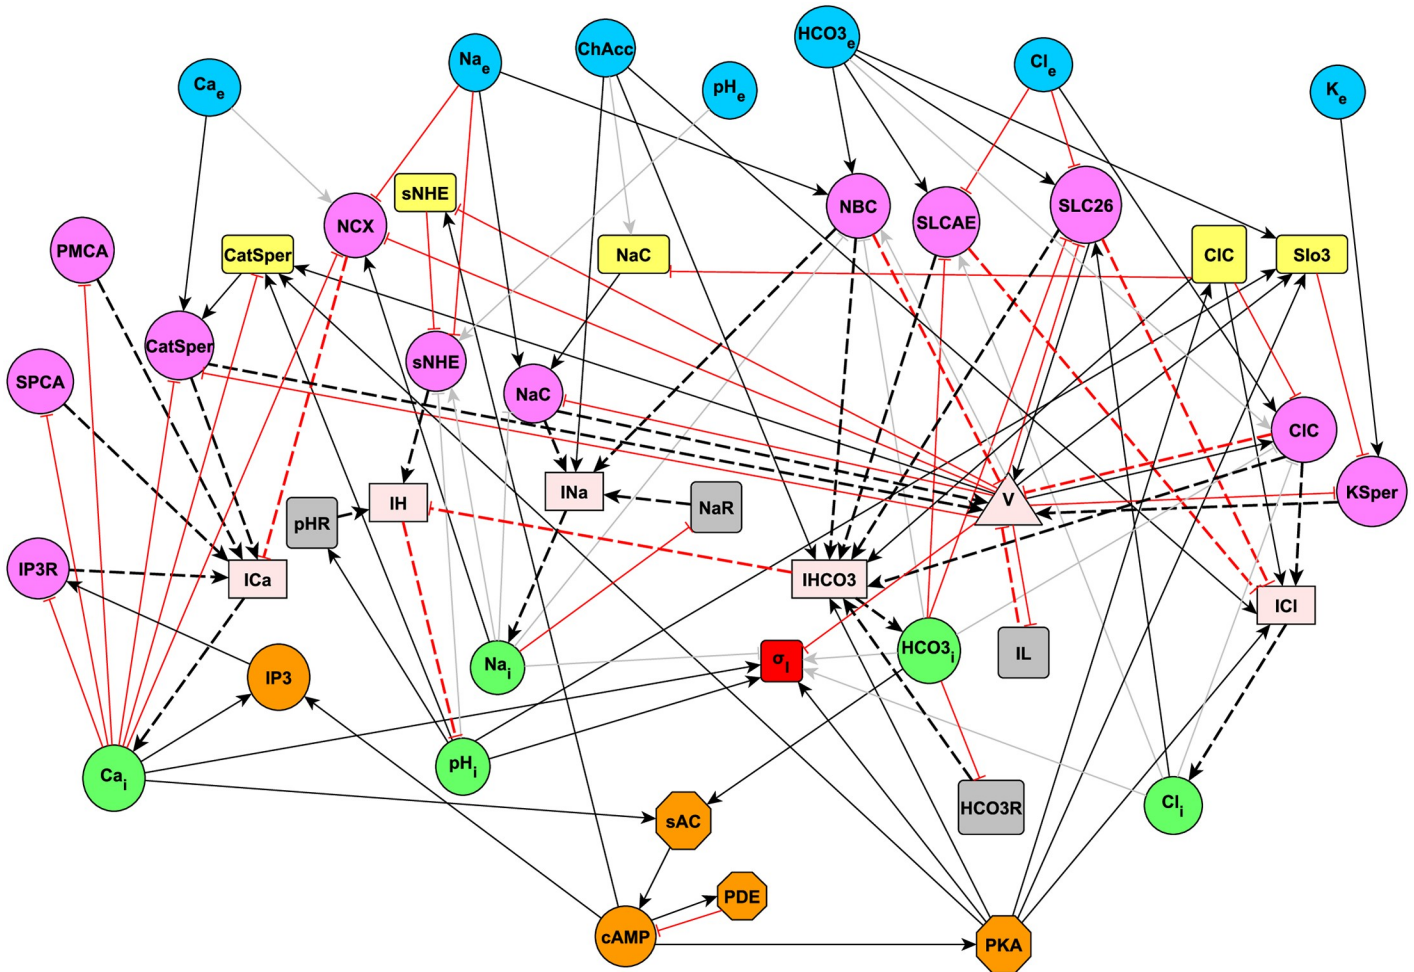 ChAcc
HCO3e
Nae
Cle
Cae
pHe
Ke
sNHE
NBC
SLCAE
SLC26
NCX
PMCA
CatSper
NaC
ClC
Slo3
CatSper
sNHE
SPCA
NaC
ClC
V
KSper
INa
NaR
IH
pHR
IP3R
ICa
IHCO3
ICl
Nai
σI
HCO3i
IL
IP3
Cai
pHi
HCO3R
Cli
sAC
PDE
cAMP
PKA